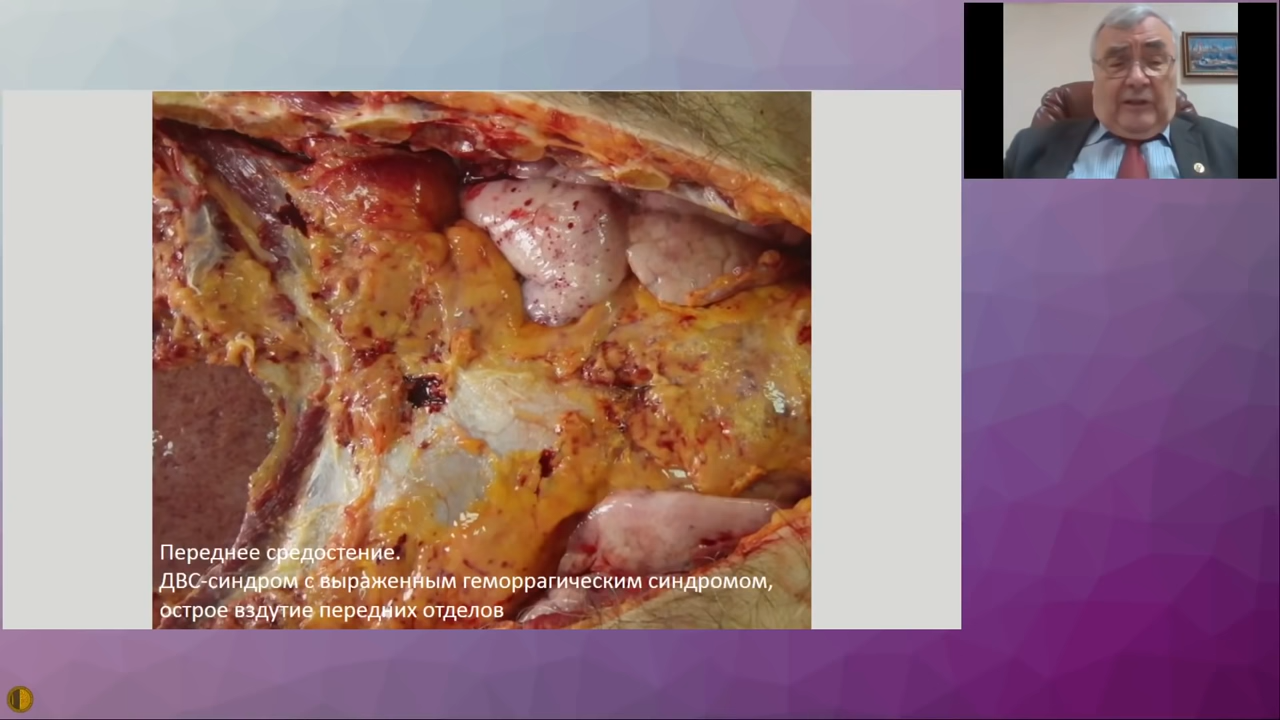 Переднее средостение.
ДВС-синдром с выраженным геморрагическим синдромом,
острое вздутие передних отделов